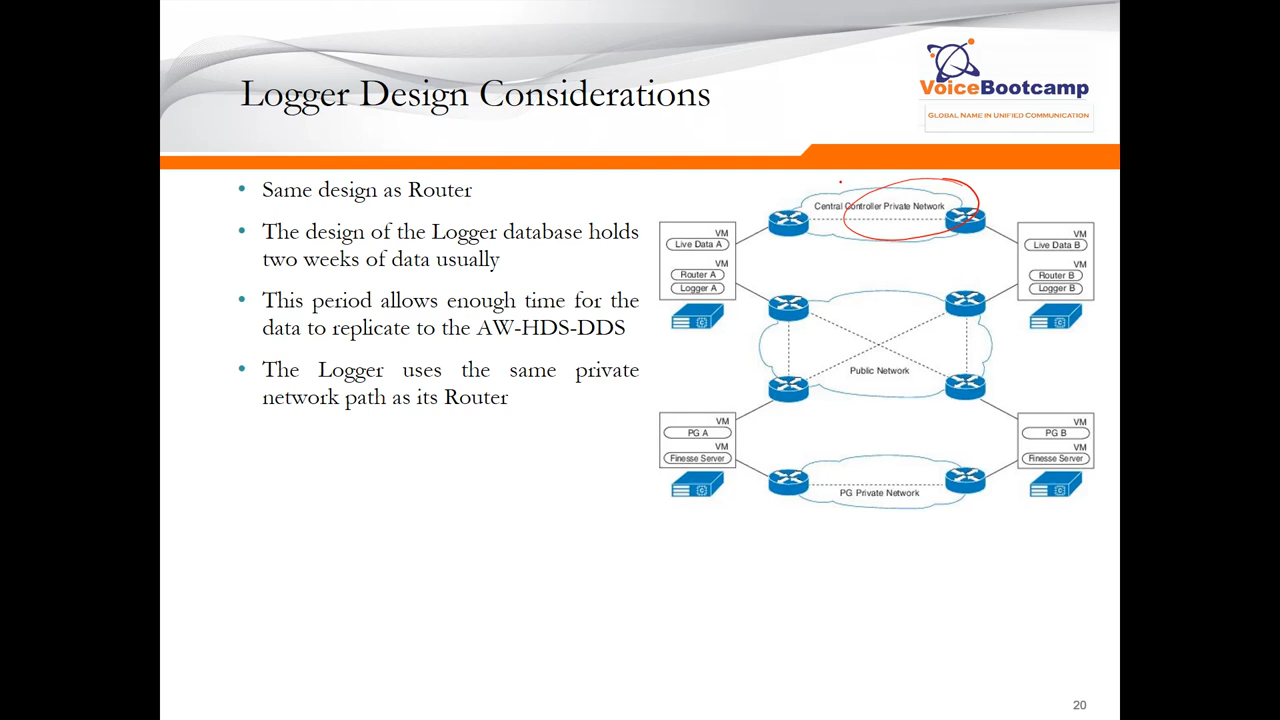 Logger Design Considerations
VoiceBootcamp
GLOBAL NAME IN UNIFIED COMMUNICATION
• Same design as Router
• The design of the Logger database holds
two weeks of data usually
• This period allows enough time for the
data to replicate to the AW-HDS-DDS
• The Logger uses the same private
network path as its Router
Central Controller Private Network
VM
Live Data A
VM
Router A
Logger A
VM
Live Data B
VM
Router B
Logger B
Public Network
VM
PG A
VM
Finesse Server
VM
PG B
VM
Finesse Server
PG Private Network
20